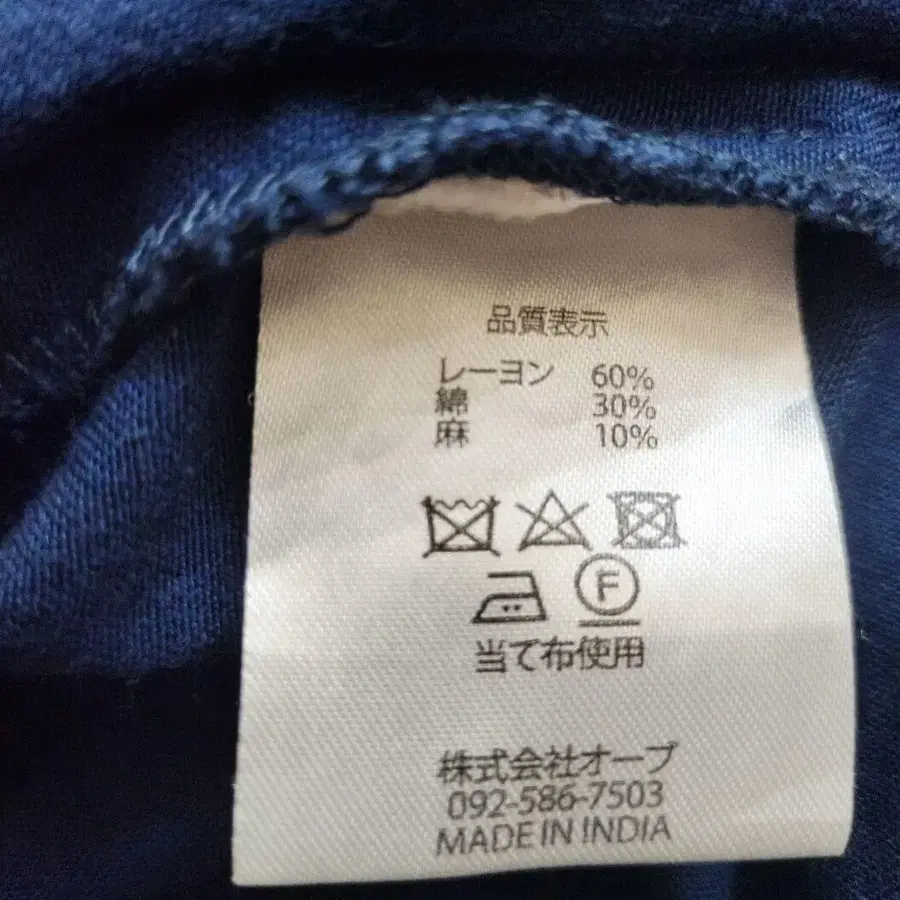 品質表示
レーヨン 60%
綿 30%
麻 10%
F
当て布使用
株式会社オーブ
092-586-7503
MADE IN INDIA